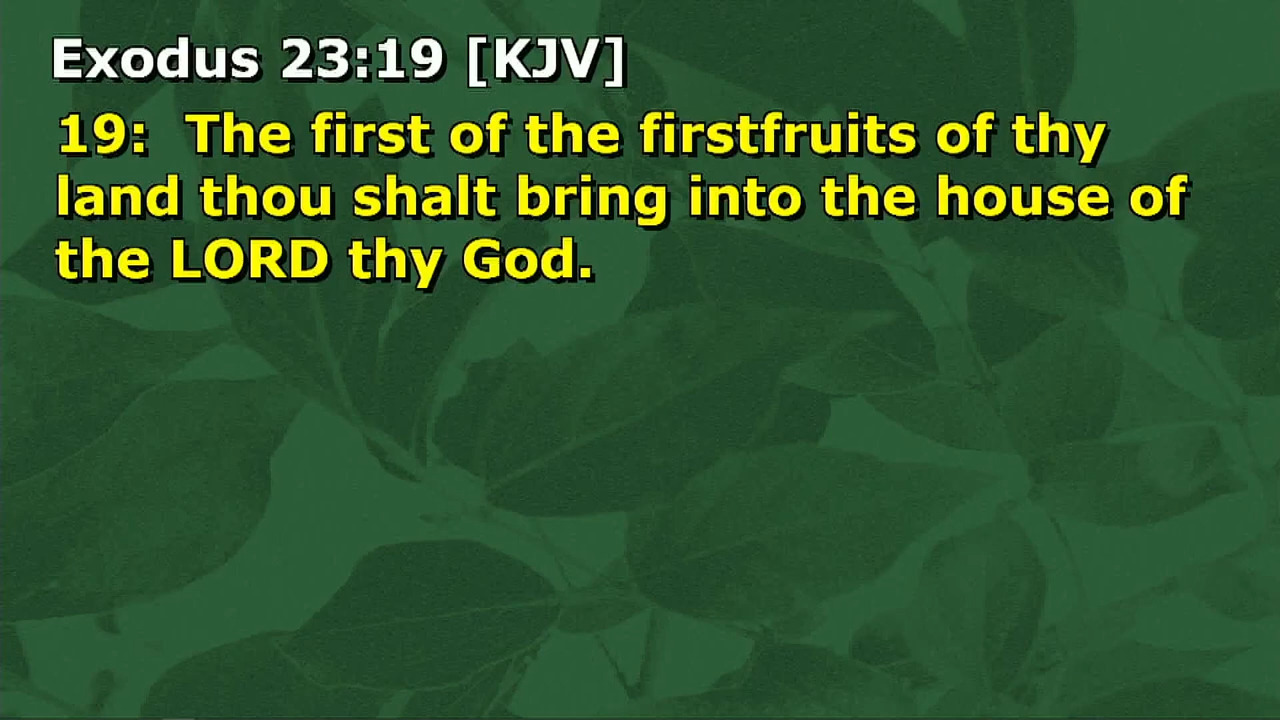 Exodus 23:19 [KJV]
19: The first of the firstfruits of thy
land thou shalt bring into the house of
the LORD thy God.